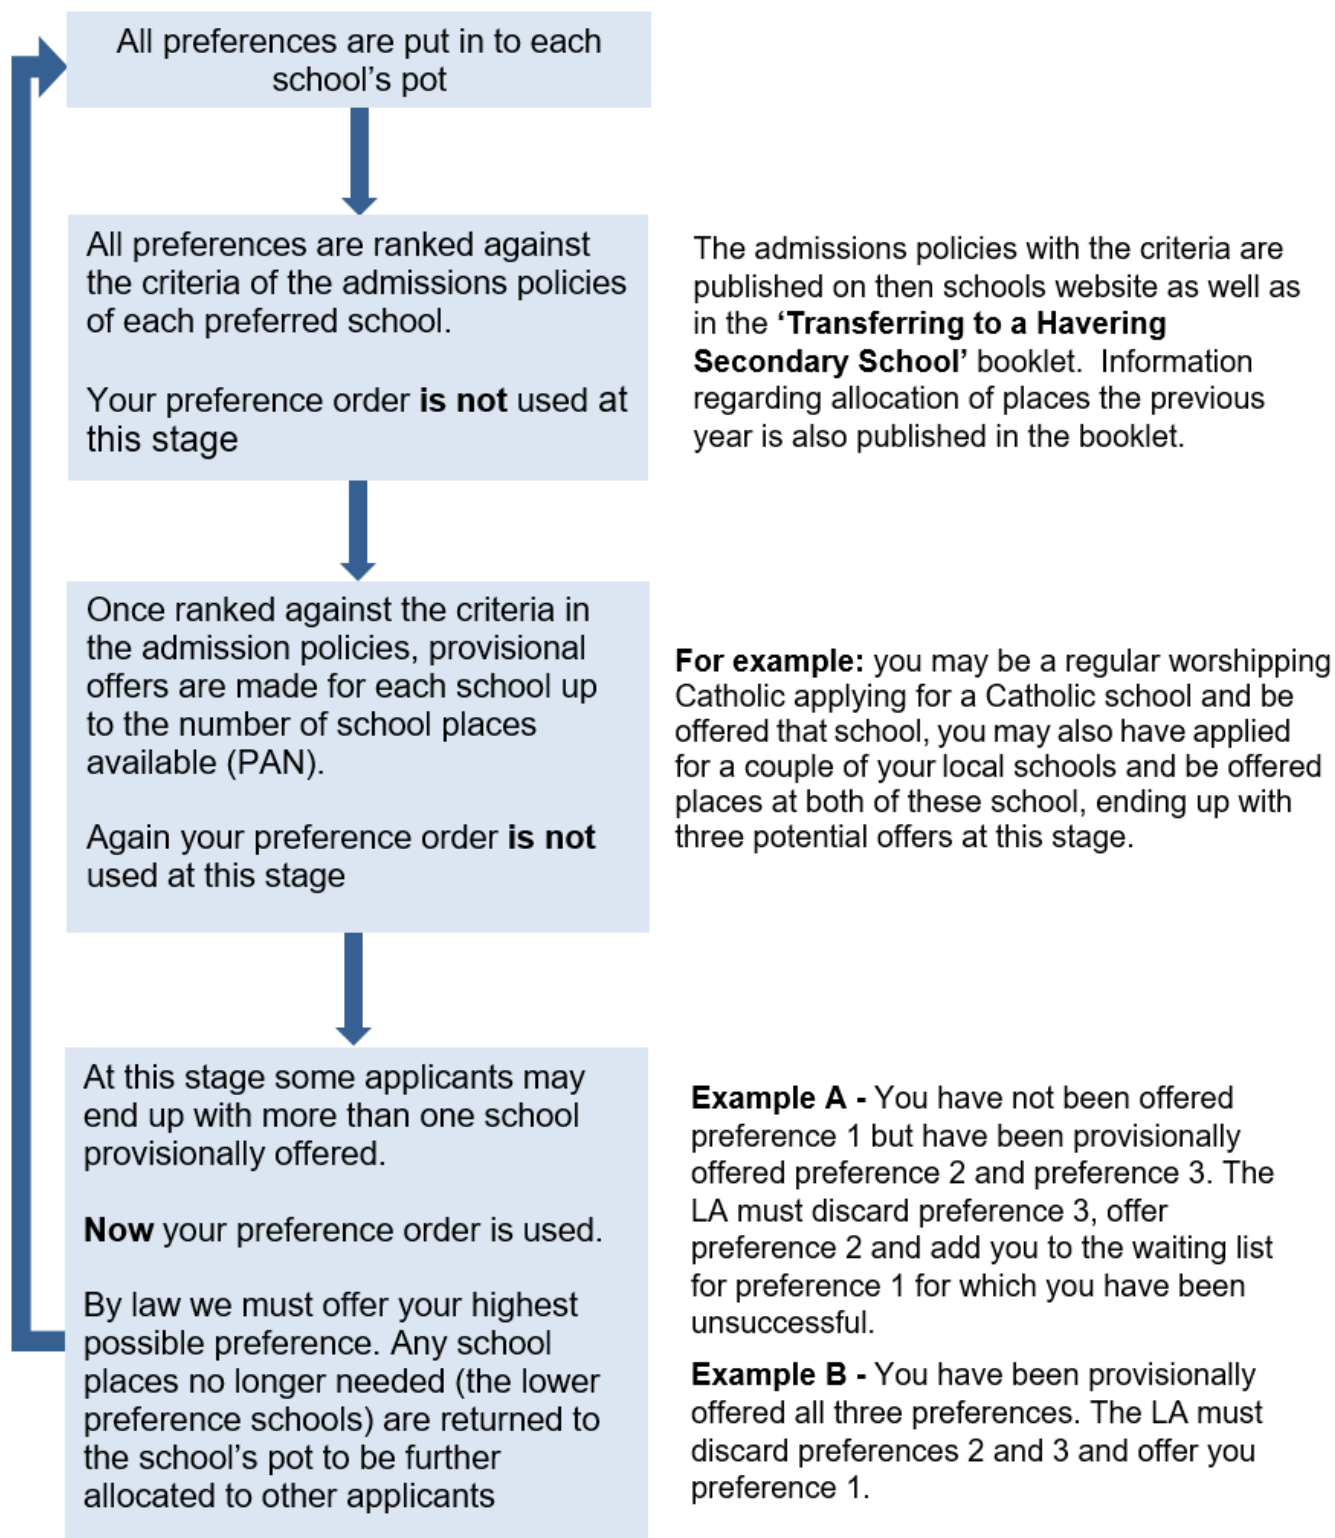 All preferences are put in to each
school’s pot
All preferences are ranked against
the criteria of the admissions policies
of each preferred school.
Your preference order is not used at
this stage
The admissions policies with the criteria are
published on then schools website as well as
in the ‘Transferring to a Havering
Secondary School’ booklet.  Information
regarding allocation of places the previous
year is also published in the booklet.
Once ranked against the criteria in
the admission policies, provisional
offers are made for each school up
to the number of school places
available (PAN).
Again your preference order is not
used at this stage
For example: you may be a regular worshipping
Catholic applying for a Catholic school and be
offered that school, you may also have applied
for a couple of your local schools and be offered
places at both of these school, ending up with
three potential offers at this stage.
At this stage some applicants may
end up with more than one school
provisionally offered.
Now your preference order is used.
By law we must offer your highest
possible preference. Any school
places no longer needed (the lower
preference schools) are returned to
the school’s pot to be further
allocated to other applicants
Example A - You have not been offered
preference 1 but have been provisionally
offered preference 2 and preference 3. The
LA must discard preference 3, offer
preference 2 and add you to the waiting list
for preference 1 for which you have been
unsuccessful.
Example B - You have been provisionally
offered all three preferences. The LA must
discard preferences 2 and 3 and offer you
preference 1.